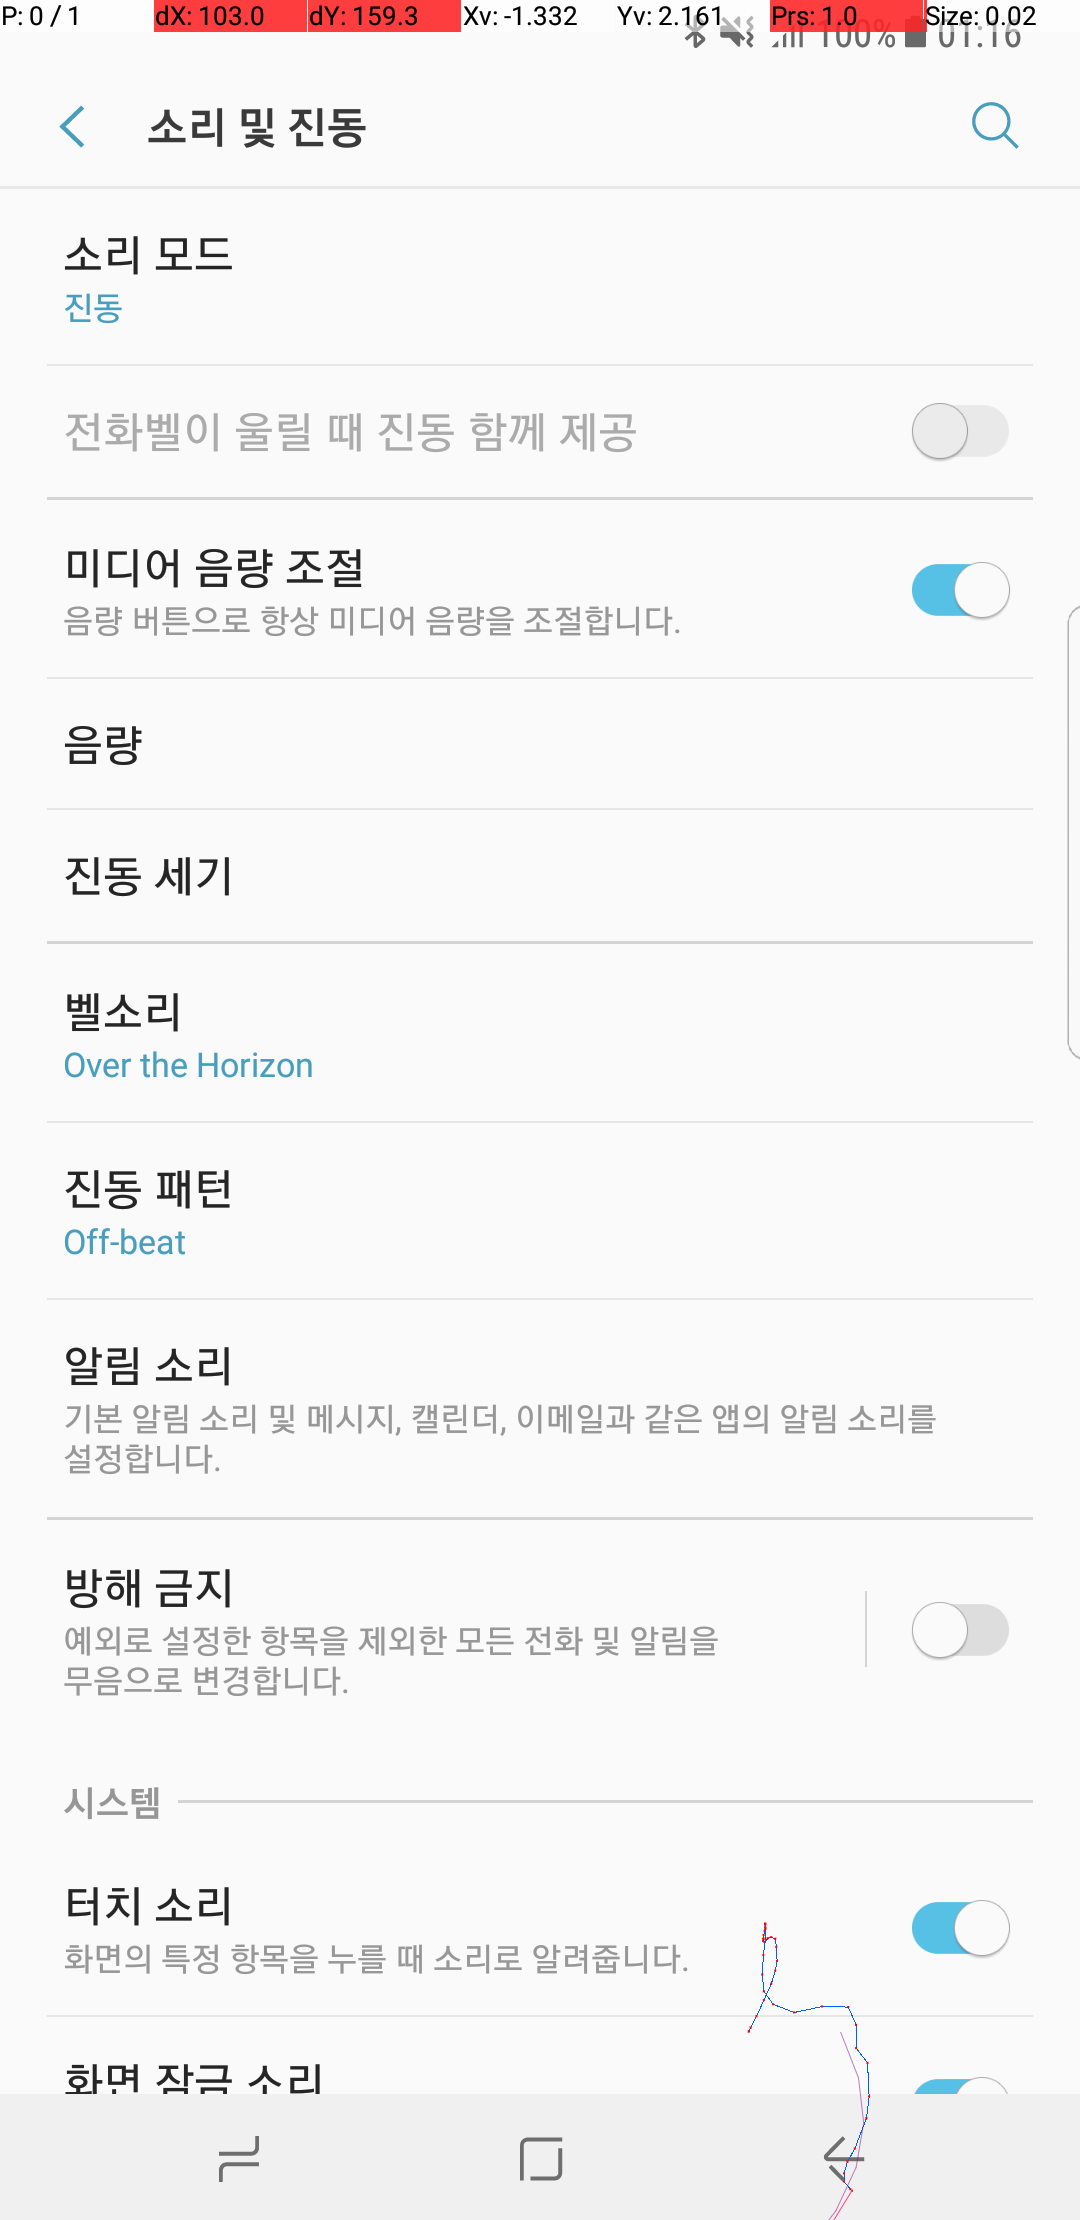 P: 0 / 1 dX: 103.0 dY: 159.3 Xv: -1.332 Yv: 2.161 Prs: 1.0 Size: 0.02
100% 01:16
소리 및 진동
소리 모드
진동
전화벨이 울릴 때 진동 함께 제공
미디어 음량 조절
음량 버튼으로 항상 미디어 음량을 조절합니다.
음량
진동 세기
벨소리
Over the Horizon
진동 패턴
Off-beat
알림 소리
기본 알림 소리 및 메시지, 캘린더, 이메일과 같은 앱의 알림 소리를
설정합니다.
방해 금지
예외로 설정한 항목을 제외한 모든 전화 및 알림을
무음으로 변경합니다.
시스템
터치 소리
화면의 특정 항목을 누를 때 소리로 알려줍니다.
화면 잠금 소리